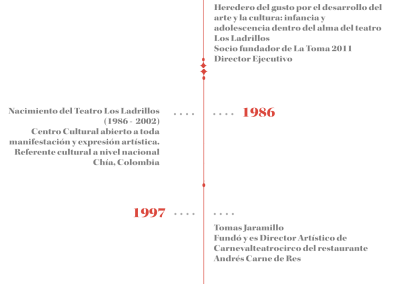 Heredero del gusto por el desarrollo del
arte y la cultura: infancia y
adolescencia dentro del alma del teatro
Los Ladrillos
Socio fundador de La Toma 2011
Director Ejecutivo
Nacimiento del Teatro Los Ladrillos
(1986 - 2002)
Centro Cultural abierto a toda
manifestación y expresión artística.
Referente cultural a nivel nacional
Chía, Colombia
1986
1997
Tomas Jaramillo
Fundó y es Director Artístico de
Carnevalteatrocirco del restaurante
Andrés Carne de Res